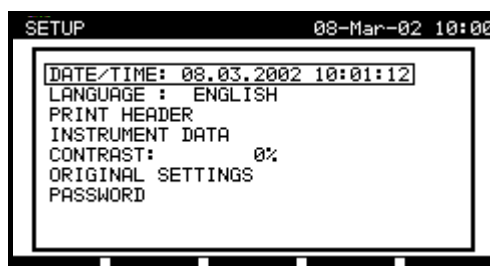 SETUP 08-Mar-02 10:00
DATE/TIME: 08.03.2002 10:01:12
LANGUAGE : ENGLISH
PRINT HEADER
INSTRUMENT DATA
CONTRAST: 0%
ORIGINAL SETTINGS
PASSWORD